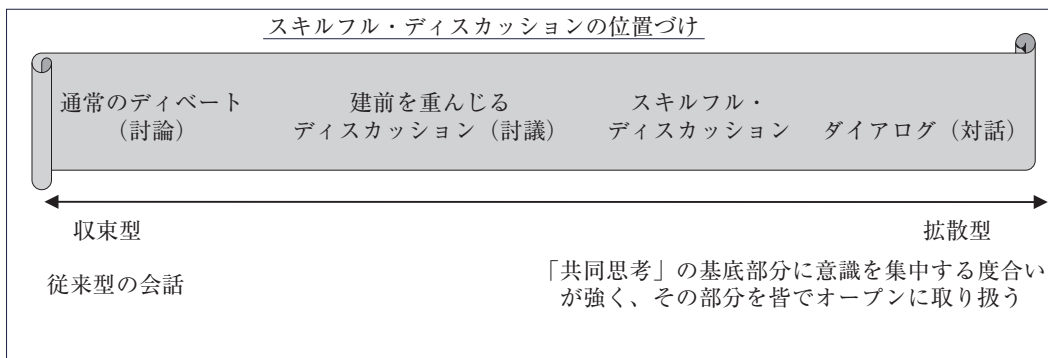 スキルフル・ディスカッションの位置づけ
通常のディベート
（討論）
建前を重んじる
ディスカッション（討議）
スキルフル・
ディスカッション
ダイアログ（対話）
収束型
拡散型
従来型の会話
「共同思考」の基底部分に意識を集中する度合い
が強く、その部分を皆でオープンに取り扱う